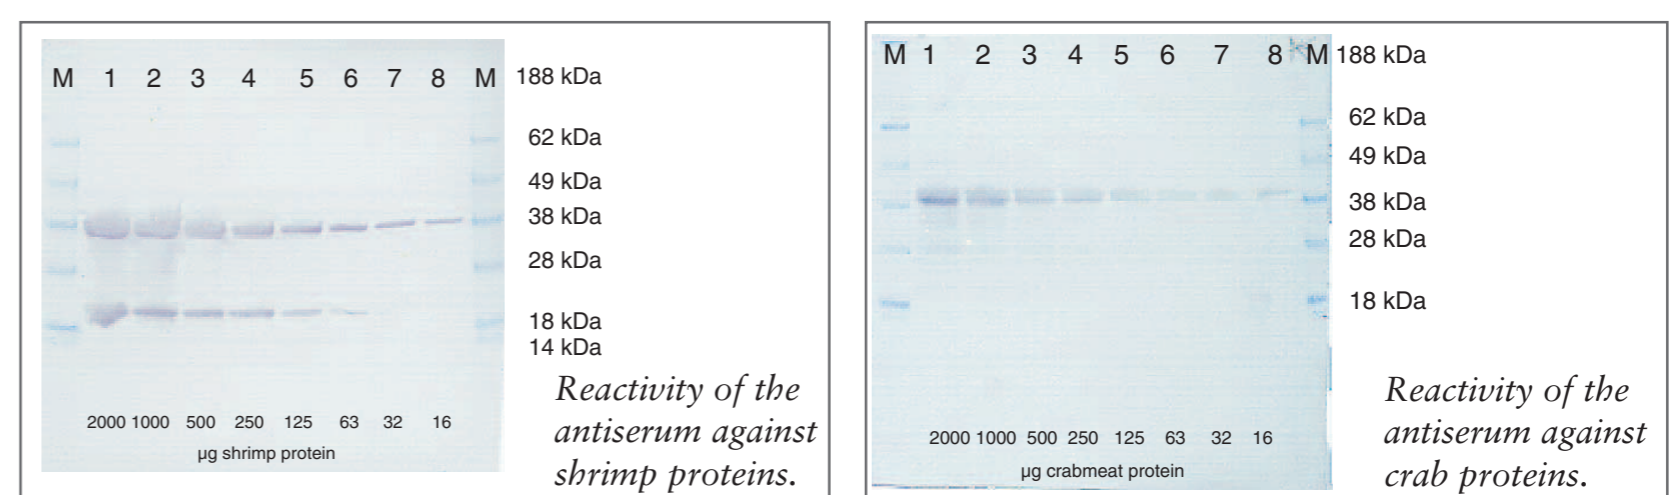 M 1 2 3 4 5 6 7 8 M 188 kDa
62 kDa
49 kDa
38 kDa
28 kDa
18 kDa
14 kDa
2000 1000 500 250 125 63 32 16
µg shrimp protein
Reactivity of the
antiserum against
shrimp proteins.
M 1 2 3 4 5 6 7 8 M 188 kDa
62 kDa
49 kDa
38 kDa
28 kDa
18 kDa
2000 1000 500 250 125 63 32 16
µg crabmeat protein
Reactivity of the
antiserum against
crab proteins.